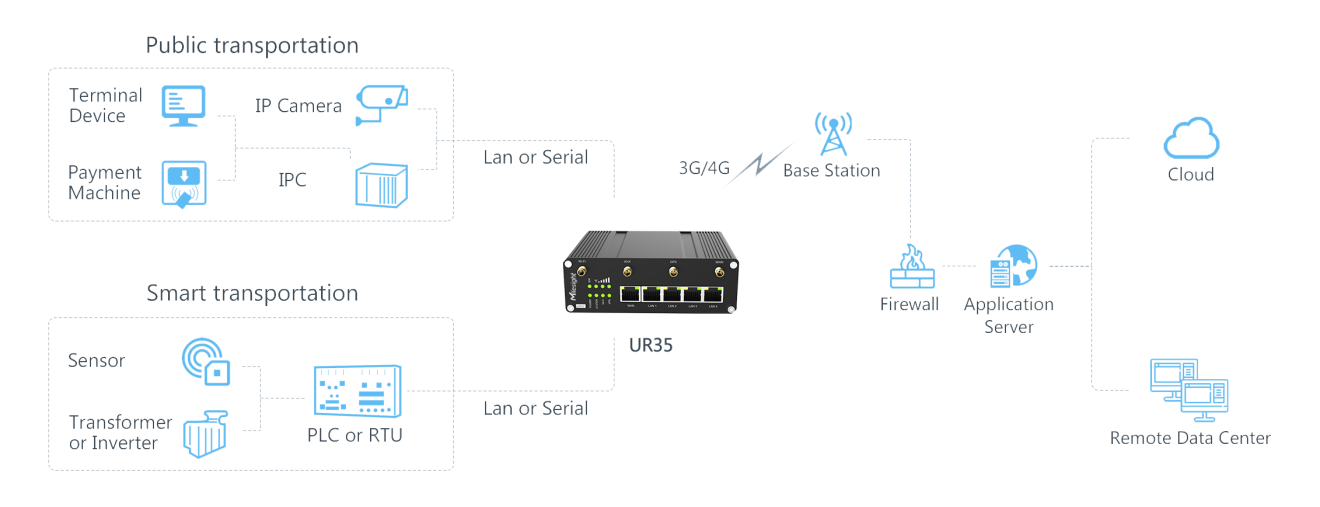 Public transportation
Terminal
Device
IP Camera
Payment
Machine
IPC
Lan or Serial
3G/4G
Base Station
Cloud
Milesight
UR35
Firewall
Application
Server
Smart transportation
Sensor
Transformer
or Inverter
PLC or RTU
Lan or Serial
Remote Data Center